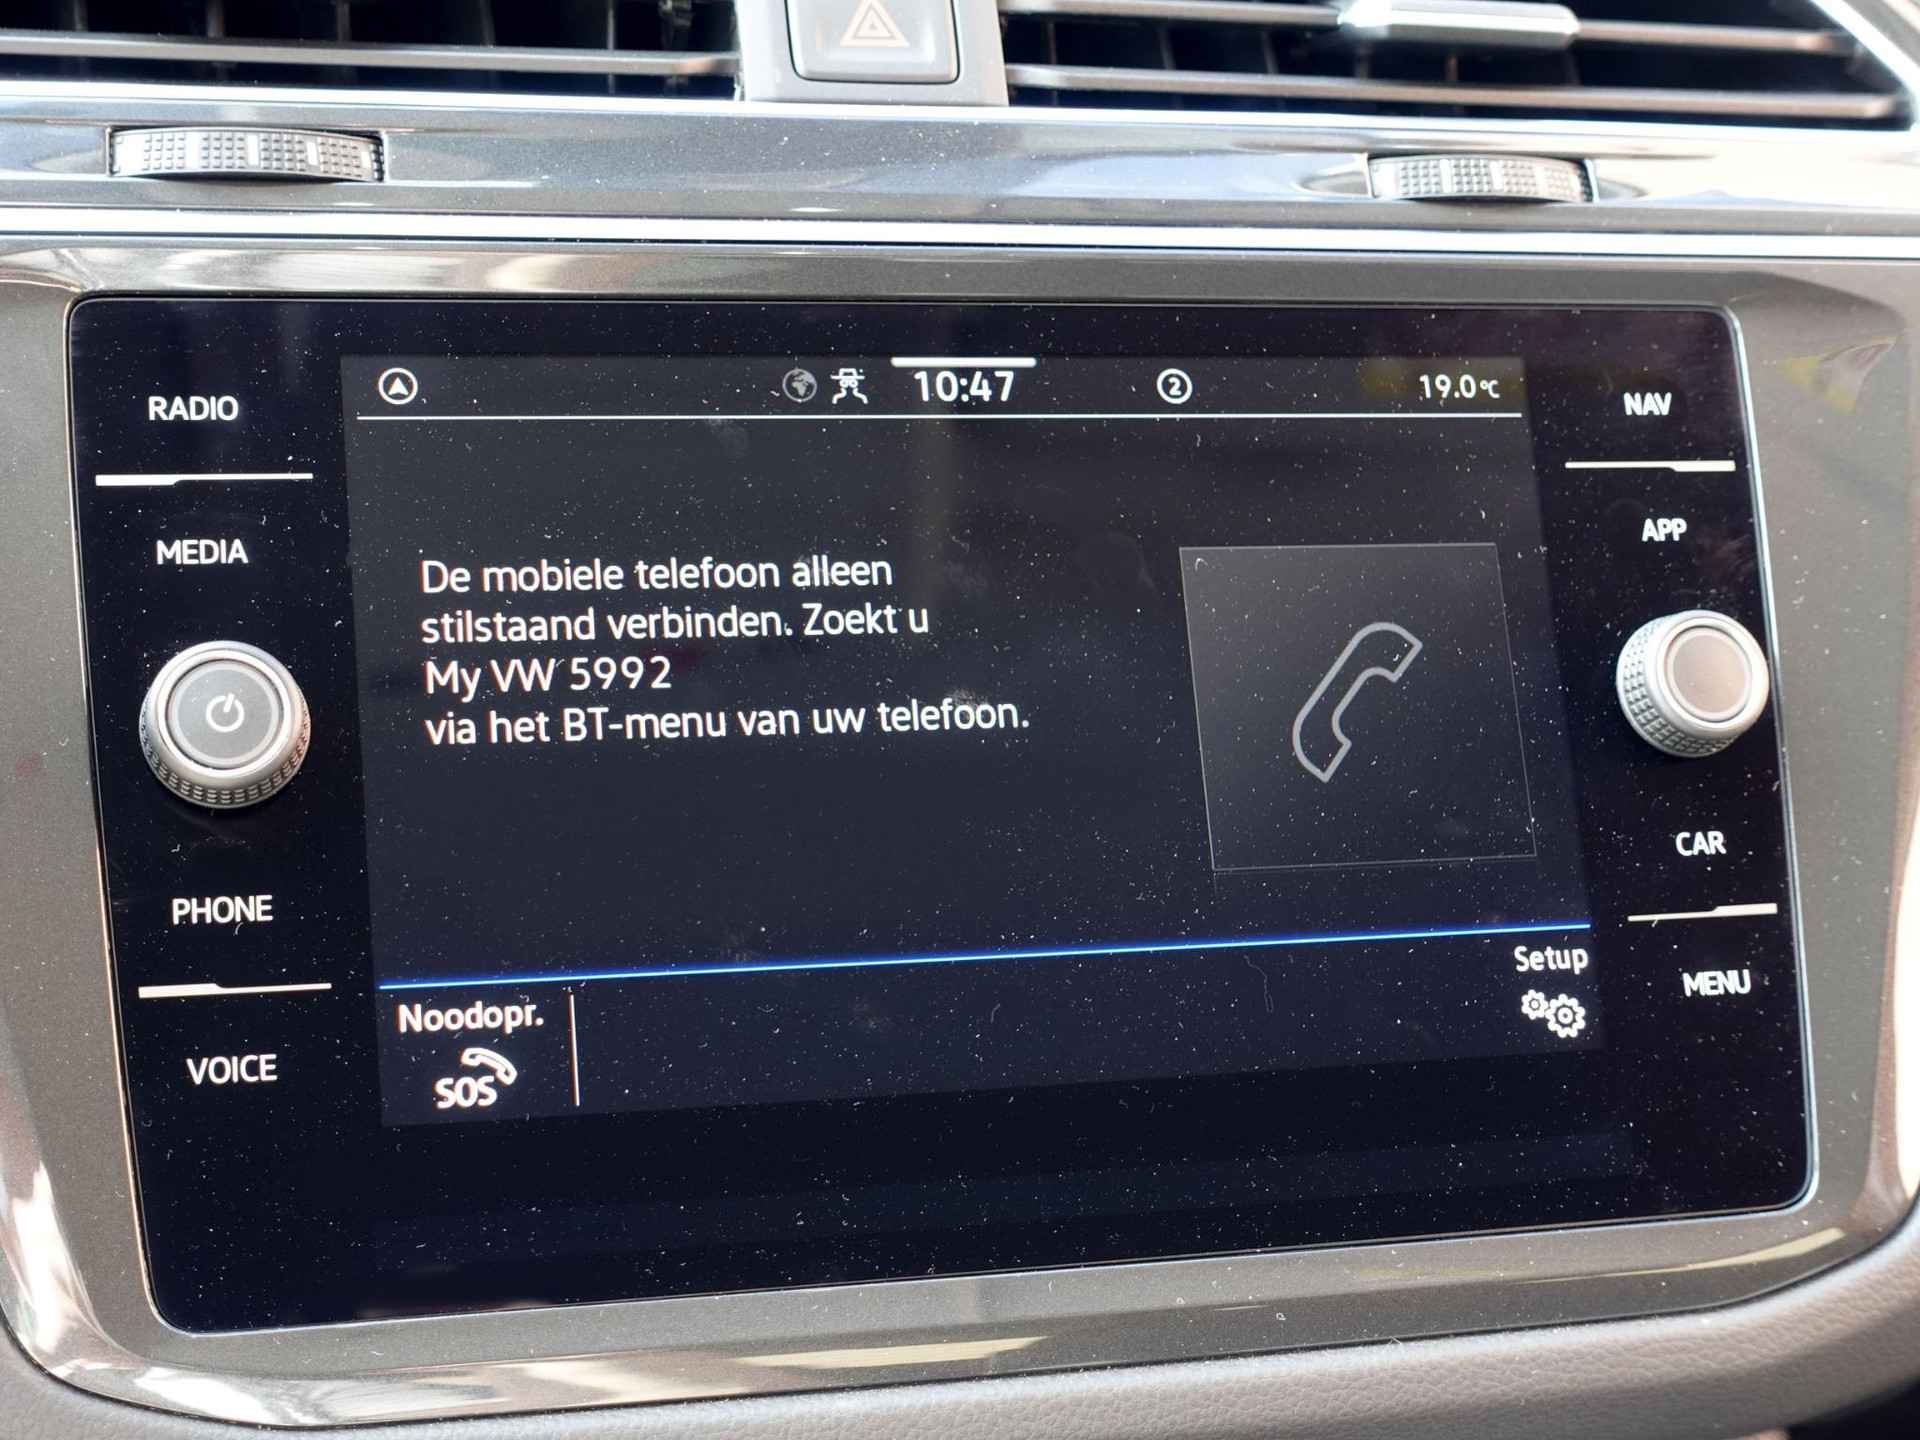 10:47
2
19.0°C
RADIO
NAV
MEDIA
APP
De mobiele telefoon alleen
stilstaand verbinden. Zoekt u
My VW 5992
via het BT-menu van uw telefoon.
PHONE
CAR
VOICE
MENU
Noodopr.
SOS
Setup